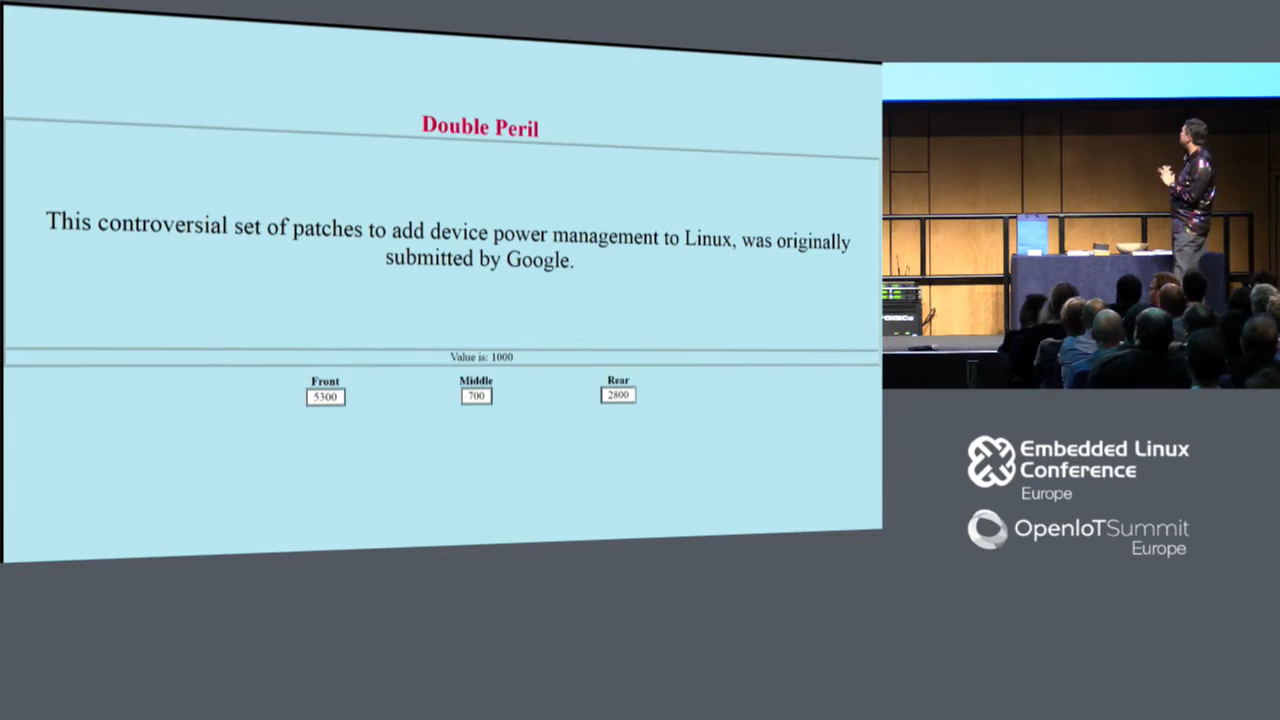 Double Peril
This controversial set of patches to add device power management to Linux, was originally
submitted by Google.
Value is: 1000
Front
Middle
Rear
5300
700
2800
Embedded Linux
Conference
Europe
OpenIoTSummit
Europe